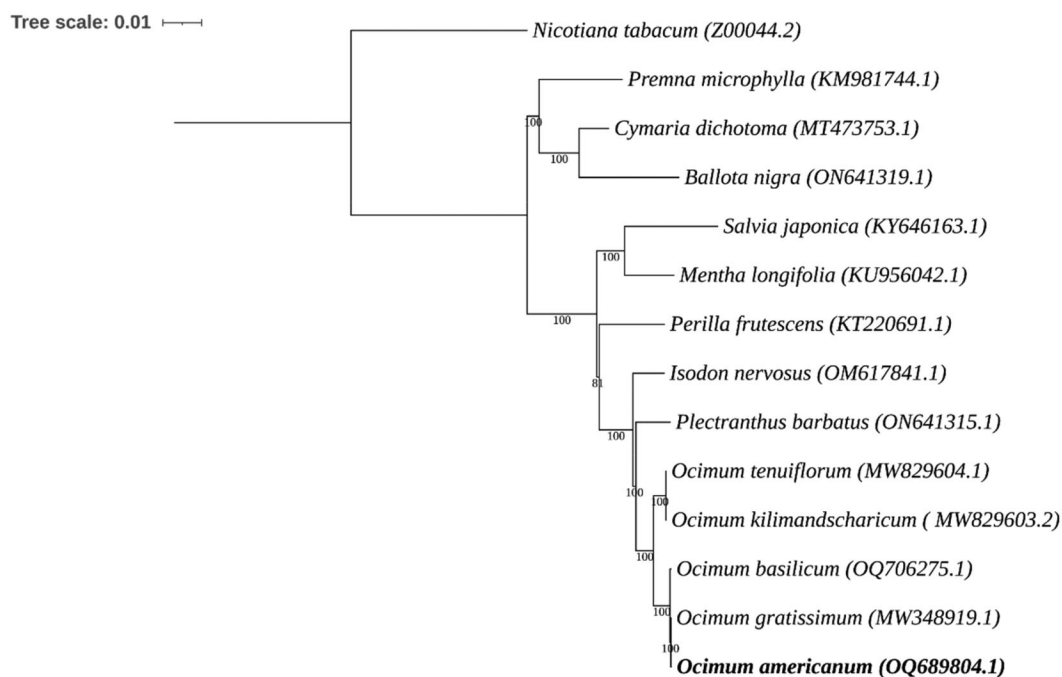 Tree scale: 0.01
Nicotiana tabacum (Z00044.2)
Premna microphylla (KM981744.1)
100
Cymaria dichotoma (MT473753.1)
100
Ballota nigra (ON641319.1)
Salvia japonica (KY646163.1)
100
Mentha longifolia (KU956042.1)
100
Perilla frutescens (KT220691.1)
Isodon nervosus (OM617841.1)
81
Plectranthus barbatus (ON641315.1)
100
Ocimum tenuiflorum (MW829604.1)
100
100
Ocimum kilimandscharicum ( MW829603.2)
100
Ocimum basilicum (OQ706275.1)
100
Ocimum gratissimum (MW348919.1)
100
Ocimum americanum (OQ689804.1)